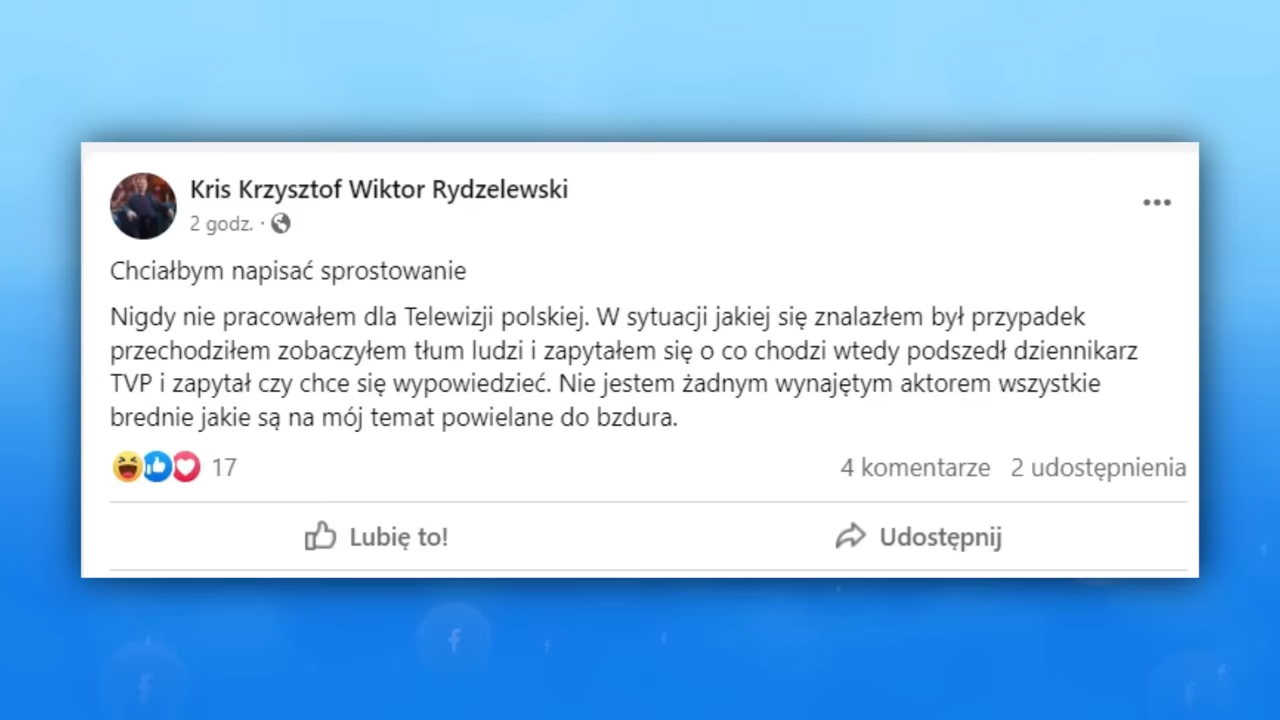 Kris Krzysztof Wiktor Rydzelewski
2 godz. ·
Chciałbym napisać sprostowanie
Nigdy nie pracowałem dla Telewizji polskiej. W sytuacji jakiej się znalazłem był przypadek
przechodziłem zobaczyłem tłum ludzi i zapytałem się o co chodzi wtedy podszedł dziennikarz
TVP i zapytał czy chce się wypowiedzieć. Nie jestem żadnym wynajętym aktorem wszystkie
brednie jakie są na mój temat powielane do bzdura.
17 4 komentarze 2 udostępnienia
Lubię to! Udostępnij